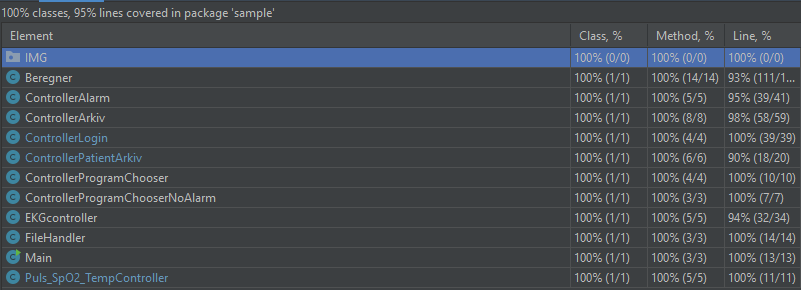 100% classes, 95% lines covered in package 'sample'
Element Class, % Method, % Line, %
IMG 100% (0/0) 100% (0/0) 100% (0/0)
Beregner 100% (1/1) 100% (14/14) 93% (111/1...
ControllerAlarm 100% (1/1) 100% (5/5) 95% (39/41)
ControllerArkiv 100% (1/1) 100% (8/8) 98% (58/59)
ControllerLogin 100% (1/1) 100% (4/4) 100% (39/39)
ControllerPatientArkiv 100% (1/1) 100% (6/6) 90% (18/20)
ControllerProgramChooser 100% (1/1) 100% (4/4) 100% (10/10)
ControllerProgramChooserNoAlarm 100% (1/1) 100% (3/3) 100% (7/7)
EKGcontroller 100% (1/1) 100% (5/5) 94% (32/34)
FileHandler 100% (1/1) 100% (3/3) 100% (14/14)
Main 100% (1/1) 100% (3/3) 100% (13/13)
Puls_SpO2_TempController 100% (1/1) 100% (5/5) 100% (11/11)